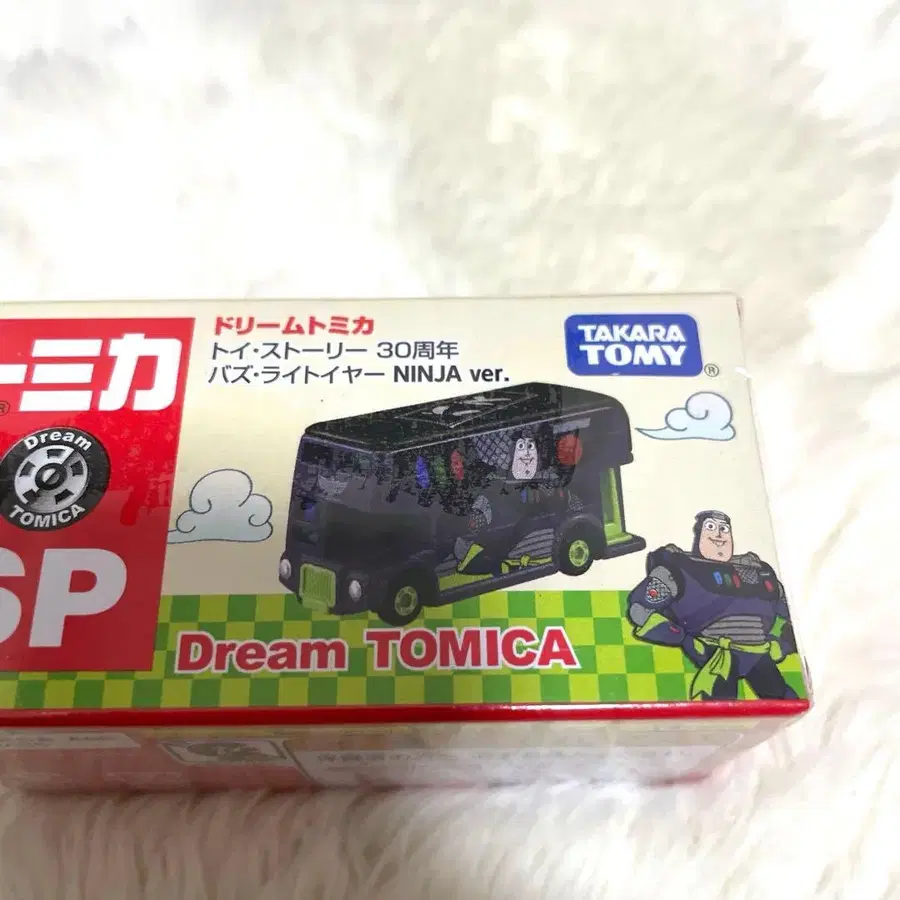 ドリームトミカ
トイ・ストーリー 30周年
バズ・ライトイヤー NINJA ver.
TAKARA
TOMY
®
ーミカ
®
Dream
TOMICA
SP
Dream TOMICA